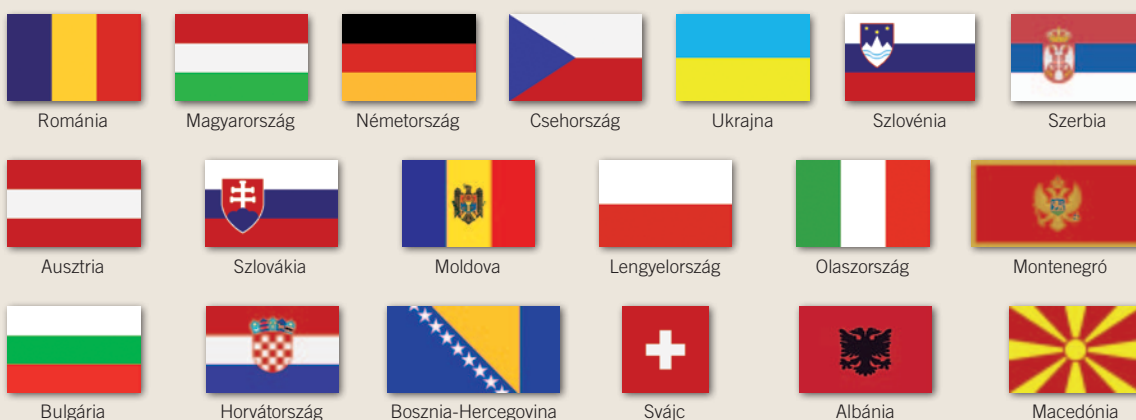 Románia
Magyarország
Németország
Csehország
Ukrajna
Szlovénia
Szerbia
Ausztria
Szlovákia
Moldova
Lengyelország
Olaszország
Montenegró
Bulgária
Horvátország
Bosznia-Hercegovina
Svájc
Albánia
Macedónia